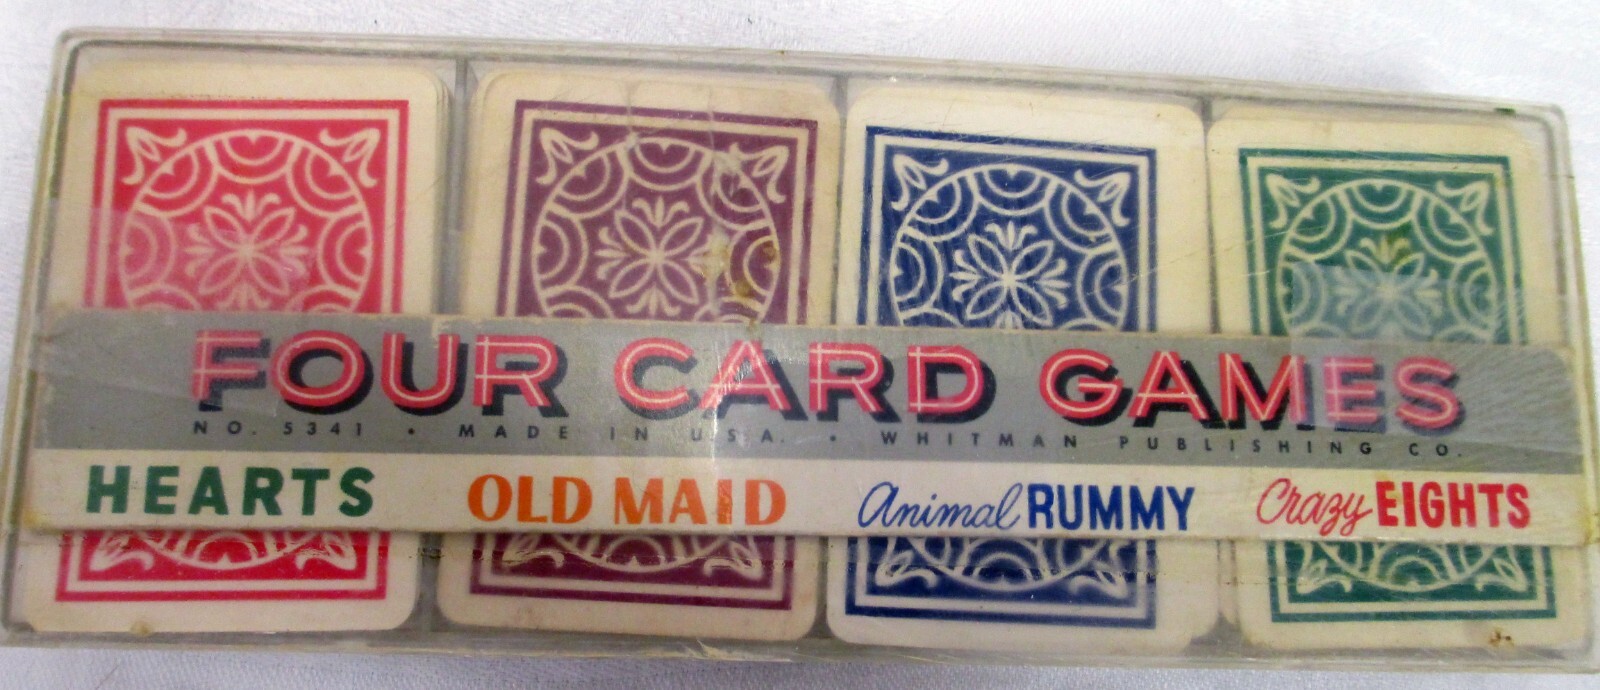 FOUR CARD GAMES
NO. 5341 • MADE IN U.S.A. • WHITMAN PUBLISHING CO.
HEARTS OLD MAID Animal RUMMY Crazy EIGHTS